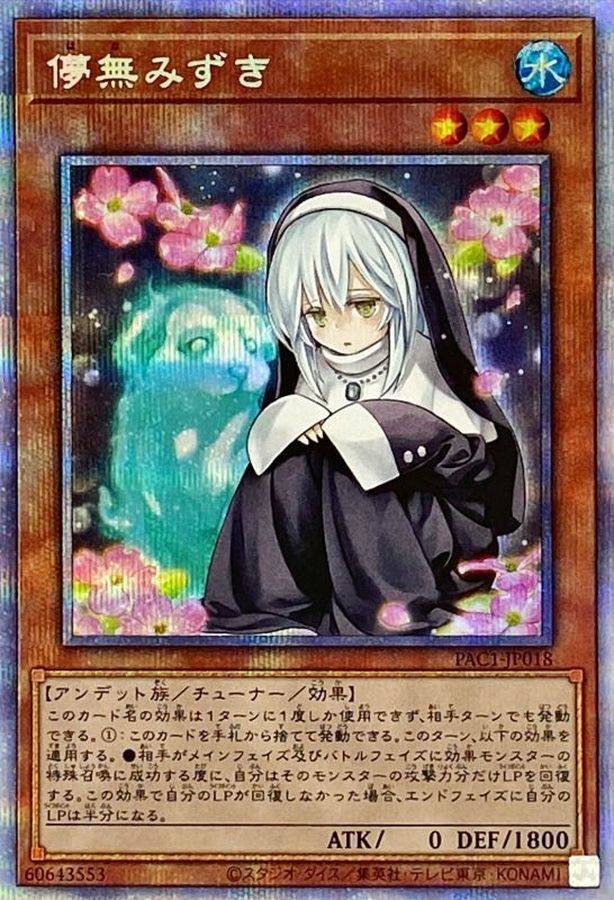 儚無みずき
水
PAC1-JP018
【アンデット族／チューナー／効果】
このカード名の効果は１ターンに１度しか使用できず、相手ターンでも発動
できる。①：このカードを手札から捨てて発動できる。このターン、以下の効果を
適用する。●相手がメインフェイズ及びバトルフェイズに効果モンスターの
特殊召喚に成功する度に、自分はそのモンスターの攻撃力分だけLPを回復
する。この効果で自分のLPが回復しなかった場合、エンドフェイズに自分の
LPは半分になる。
ATK/ 0 DEF/1800
60643553 ©スタジオ・ダイス／集英社・テレビ東京・KONAMI